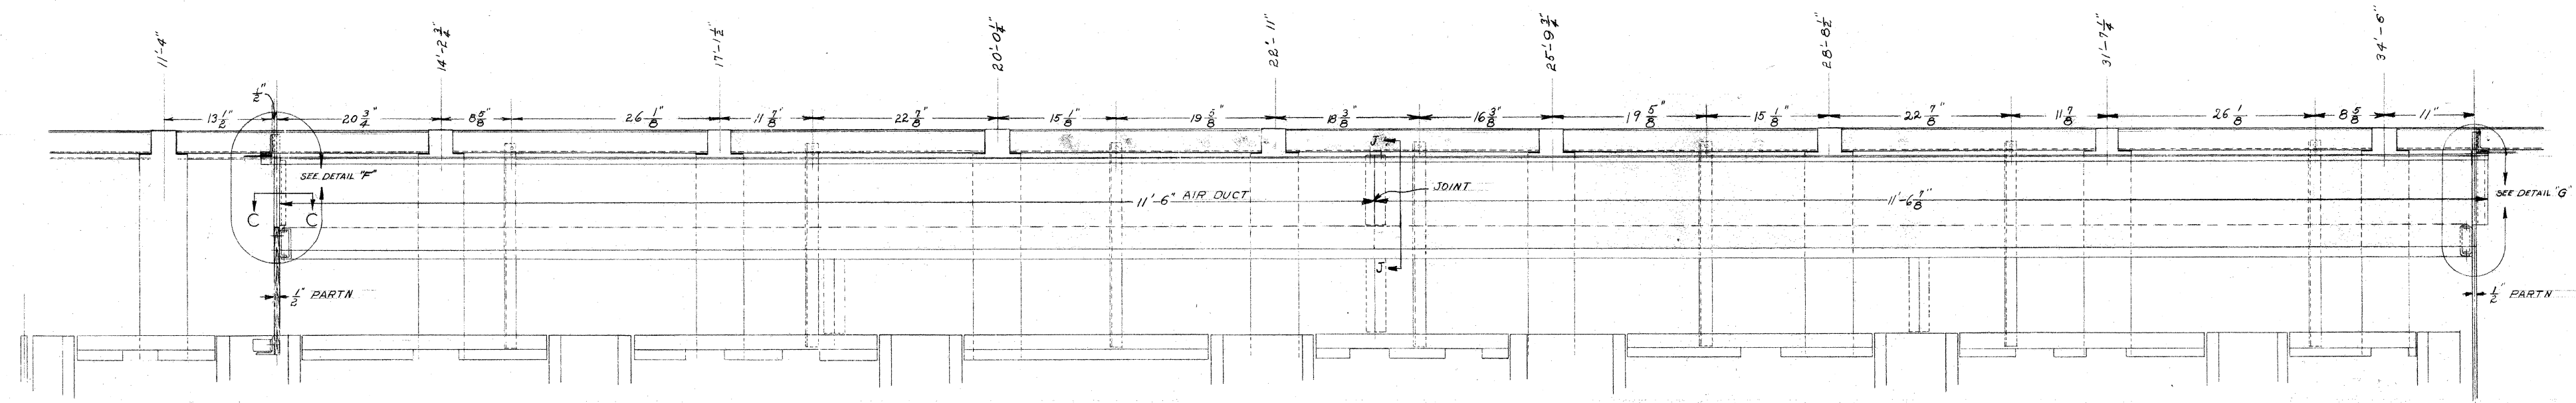 11'-4"
14'-2 3/4"
17'-1 1/2"
20'-0 1/4"
22'-11"
25'-9 3/4"
28'-8 1/2"
31'-7 1/4"
34'-6"
1/2"
13 1/2"
20 3/4"
8 5/8"
26 1/8"
11 7/8"
22 7/8"
15 1/8"
19 5/8"
18 3/8"
16 3/8"
19 5/8"
15 1/8"
22 7/8"
11 7/8
26 1/8
8 5/8
11"
J
SEE DETAIL "F"
JOINT
SEE DETAIL "G"
11'-6" AIR DUCT
11'-6 7/8"
C
C
J
1/2" PARTN
1/2" PARTN